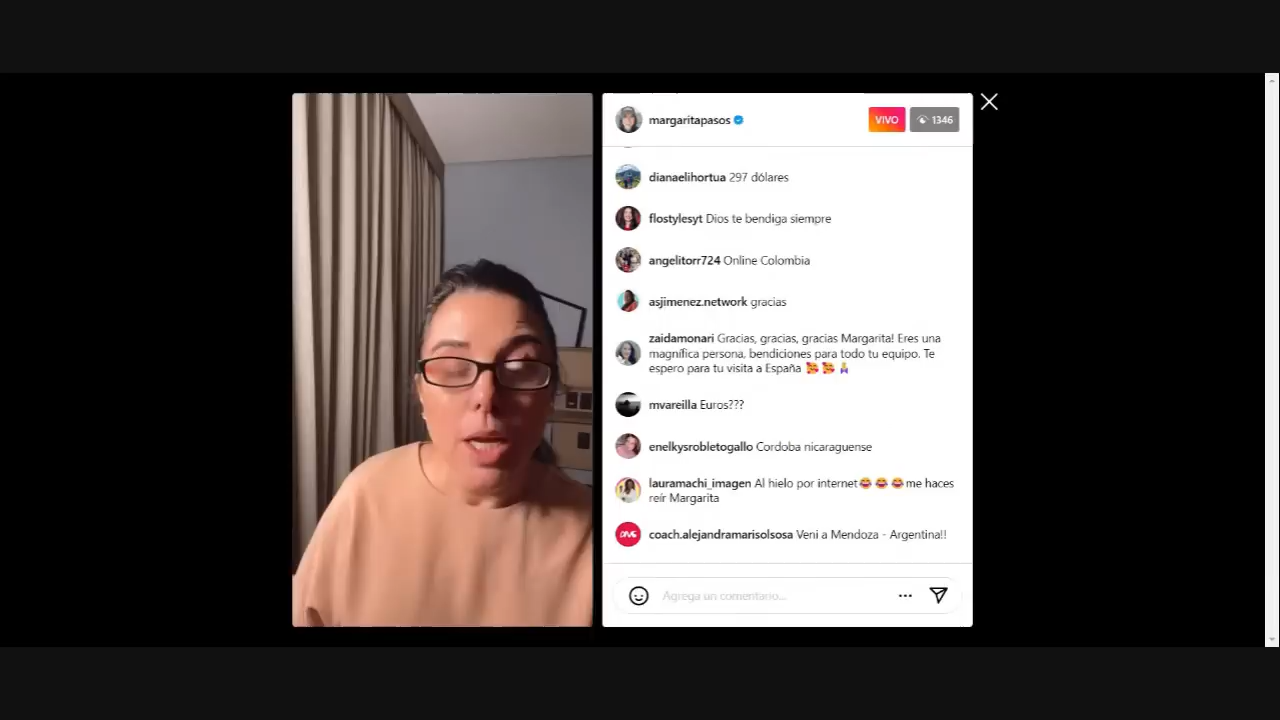 margaritapasos
VIVO
1346
dianaelihortua 297 dólares
flostylesyt Dios te bendiga siempre
angelitorr724 Online Colombia
asjimenez.network gracias
zaidamonari Gracias, gracias, gracias Margarita! Eres una
magnífica persona, bendiciones para todo tu equipo. Te
espero para tu visita a España 🥰 🥰 🧘‍♀️
mvareilla Euros???
enelkysrobletogallo Cordoba nicaraguense
lauramachi_imagen Al hielo por internet😂 😂 😂me haces
reír Margarita
coach.alejandramarisolsosa Veni a Mendoza - Argentina!!
Agrega un comentario...